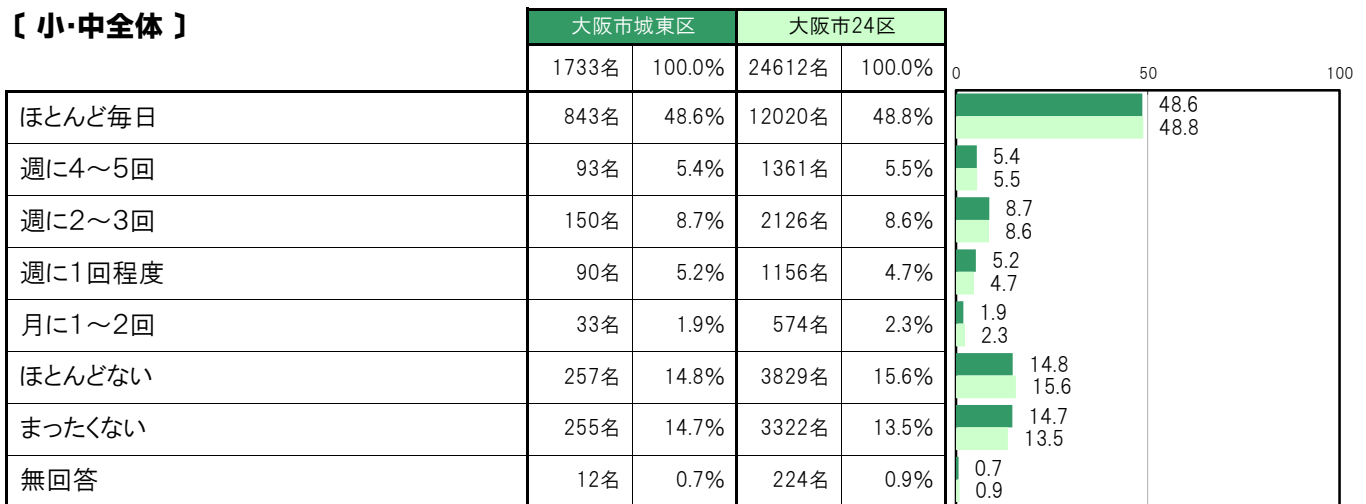 〔 小・中全体 〕
大阪市城東区 大阪市24区
1733名 100.0% 24612名 100.0% 0 50 100
ほとんど毎日 843名 48.6% 12020名 48.8% 48.6
48.8
週に4～5回 93名 5.4% 1361名 5.5% 5.4
5.5
週に2～3回 150名 8.7% 2126名 8.6% 8.7
8.6
週に1回程度 90名 5.2% 1156名 4.7% 5.2
4.7
月に1～2回 33名 1.9% 574名 2.3% 1.9
2.3
ほとんどない 257名 14.8% 3829名 15.6% 14.8
15.6
まったくない 255名 14.7% 3322名 13.5% 14.7
13.5
無回答 12名 0.7% 224名 0.9% 0.7
0.9